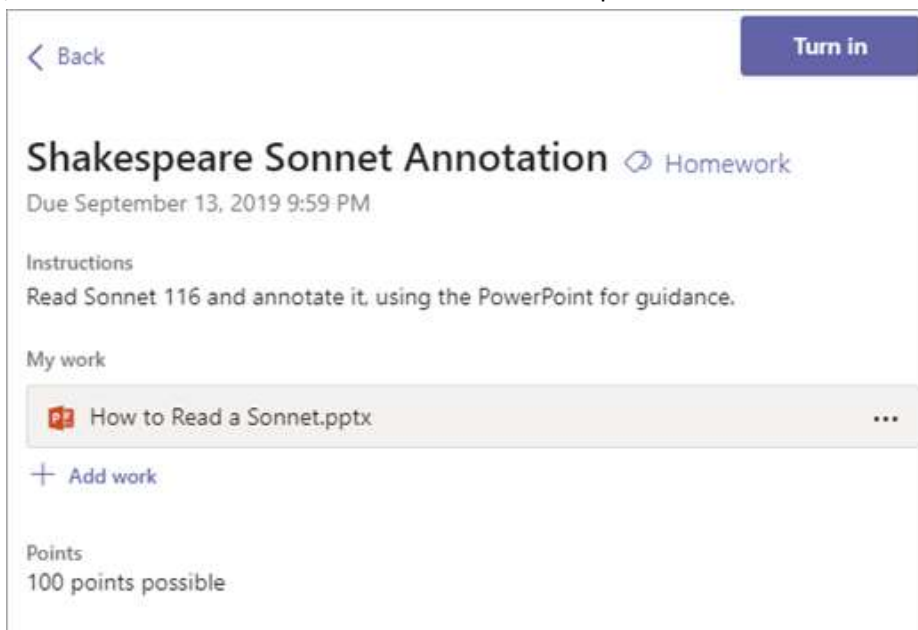 Back
Turn in
Shakespeare Sonnet Annotation Homework
Due September 13, 2019 9:59 PM
Instructions
Read Sonnet 116 and annotate it, using the PowerPoint for guidance.
My work
How to Read a Sonnet.pptx
Add work
Points
100 points possible